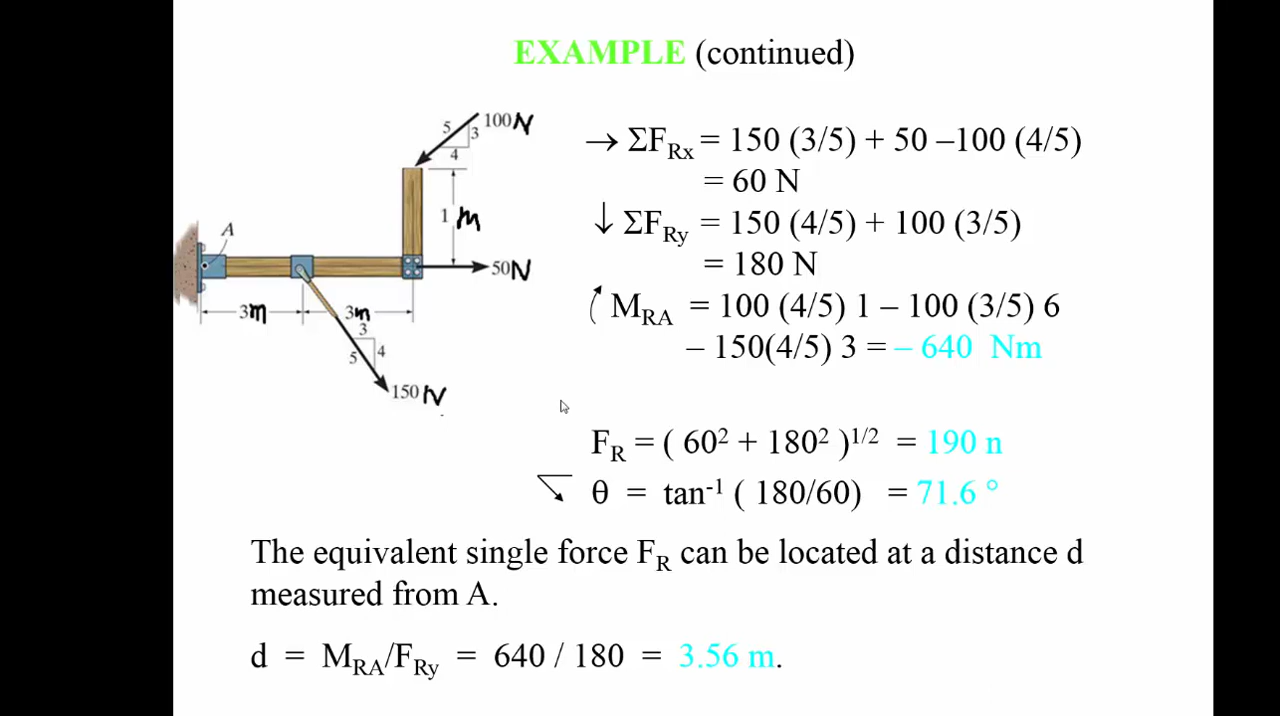 EXAMPLE (continued)
5
3
100N
4
1 m
A
50N
3m
3m
3
4
5
150N
→ ΣFRx = 150 (3/5) + 50 –100 (4/5)
= 60 N
↓ ΣFRy = 150 (4/5) + 100 (3/5)
= 180 N
MRA = 100 (4/5) 1 – 100 (3/5) 6
– 150(4/5) 3 = – 640 Nm
FR = ( 60² + 180² )^1/2 = 190 n
θ = tan⁻¹ ( 180/60) = 71.6 °
The equivalent single force FR can be located at a distance d
measured from A.
d = MRA/FRy = 640 / 180 = 3.56 m.